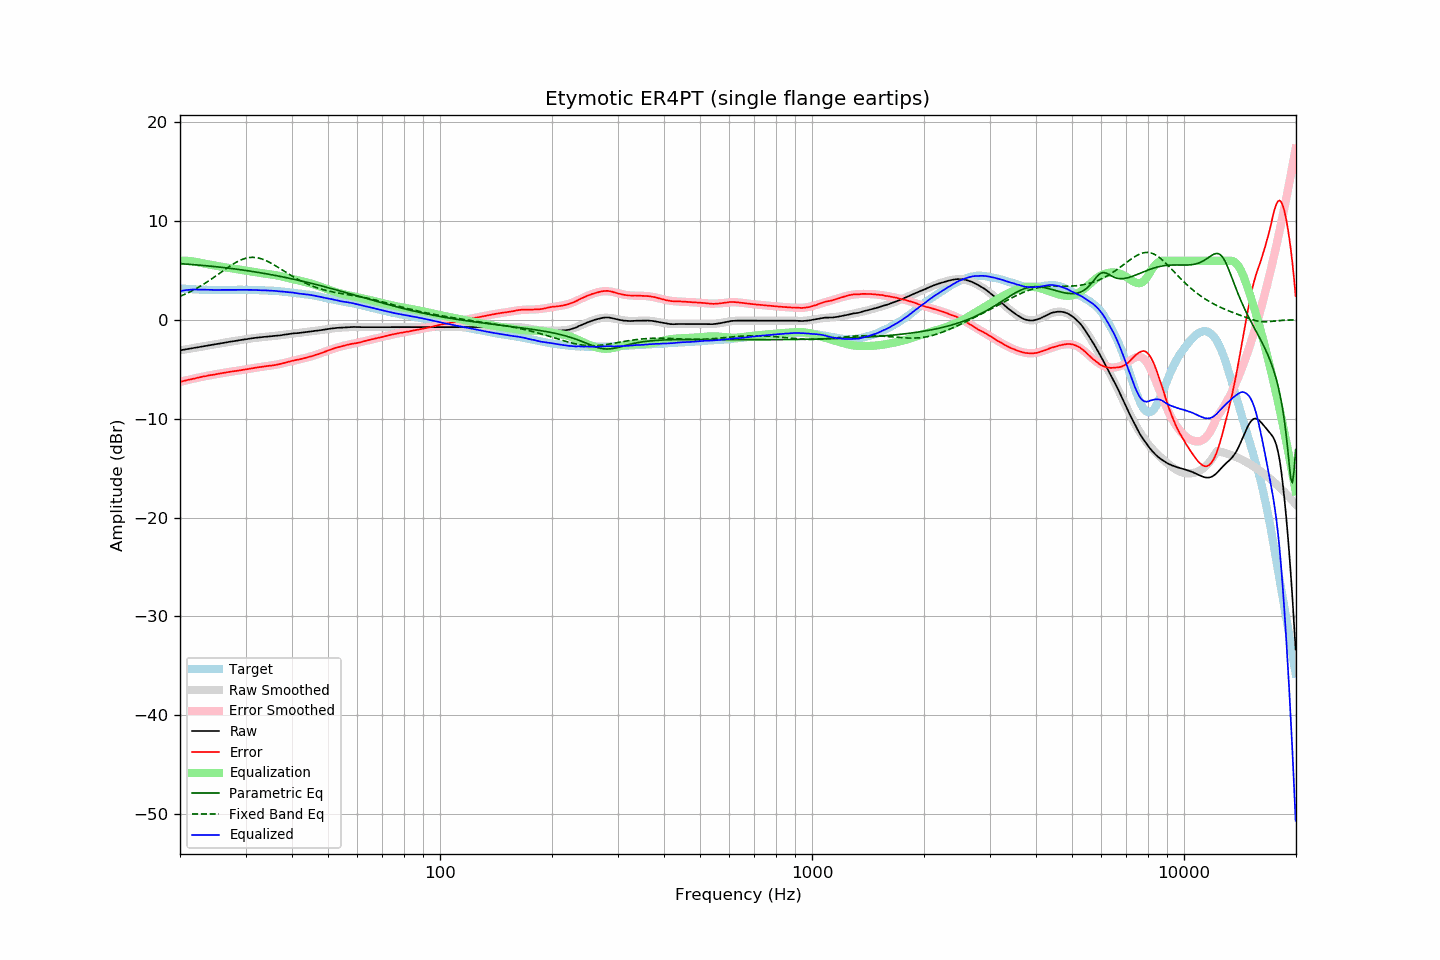 Etymotic ER4PT (single flange eartips)
20
10
0
−10
−20
−30
−40
−50
Amplitude (dBr)
Target
Raw Smoothed
Error Smoothed
Raw
Error
Equalization
Parametric Eq
Fixed Band Eq
Equalized
100
1000
10000
Frequency (Hz)